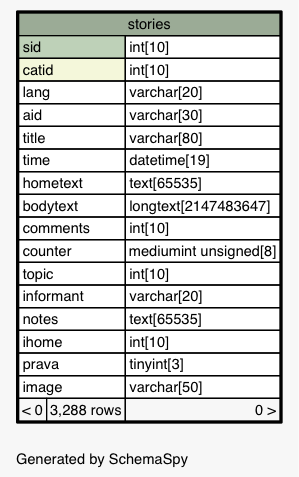 stories
sid int[10]
catid int[10]
lang varchar[20]
aid varchar[30]
title varchar[80]
time datetime[19]
hometext text[65535]
bodytext longtext[2147483647]
comments int[10]
counter mediumint unsigned[8]
topic int[10]
informant varchar[20]
notes text[65535]
ihome int[10]
prava tinyint[3]
image varchar[50]
< 0 3,288 rows 0 >
Generated by SchemaSpy